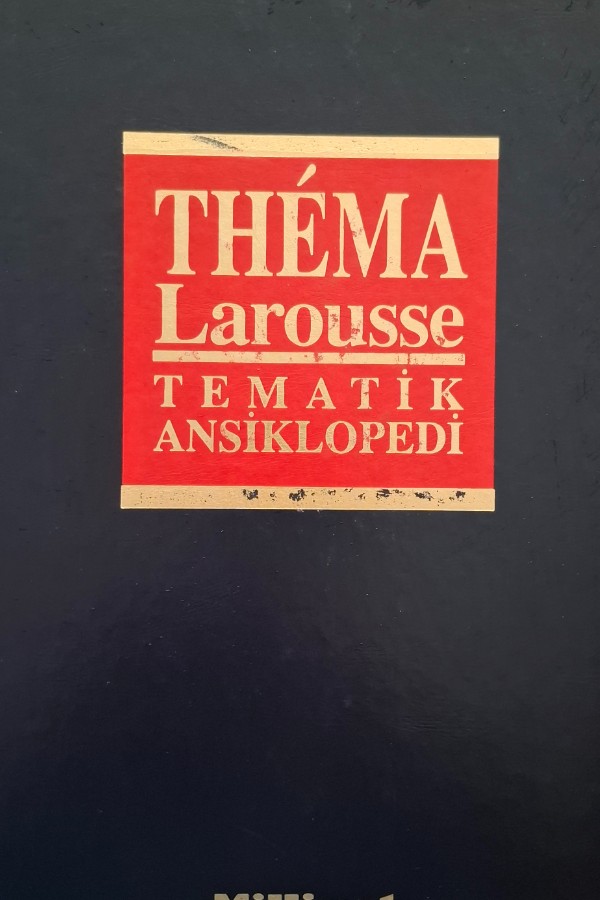 THÉMA
Larousse
TEMATİK
ANSİKLOPEDİ